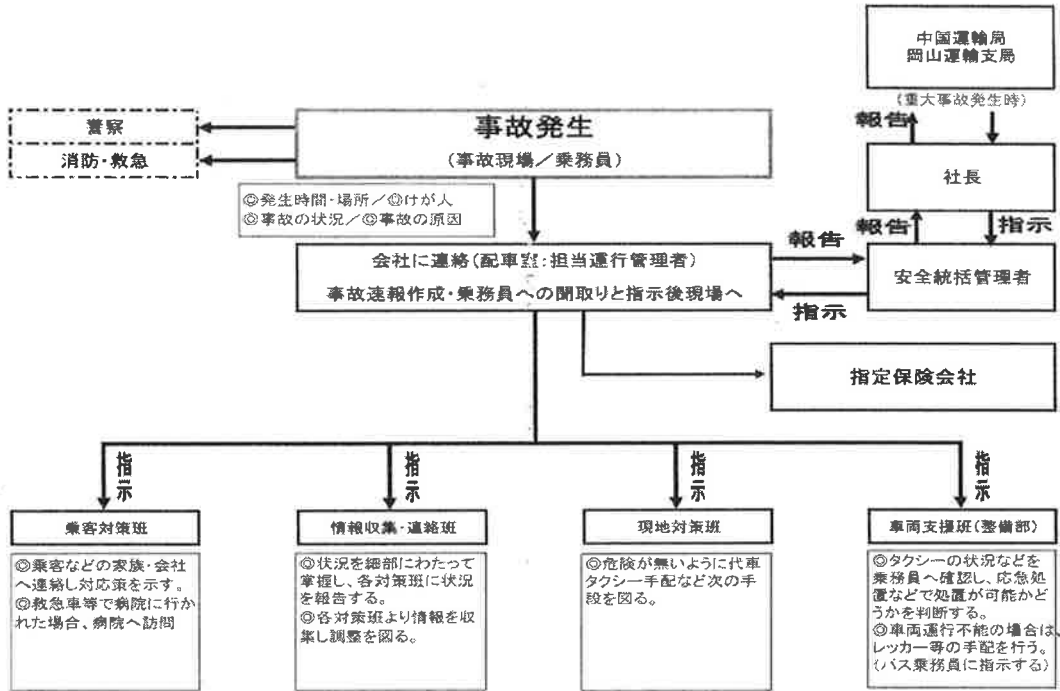 中国運輸局
岡山運輸支局
(重大事故発生時)
報告
警察
消防・救急
事故発生
(事故現場／乗務員)
社長
◎発生時間・場所／◎けが人
◎事故の状況／◎事故の原因
報告
指示
報告
会社に連絡(配車室:担当運行管理者)
事故速報作成・乗務員への聞取りと指示後現場へ
安全統括管理者
指示
指定保険会社
指示
指示
指示
指示
乗客対策班
情報収集・連絡班
現地対策班
車両支援班(整備部)
◎乗客などの家族・会社
へ連絡し対応策を示す。
◎救急車等で病院に行か
れた場合、病院へ訪問
◎状況を細部にわたって
掌握し、各対策班に状況
を報告する。
◎各対策班より情報を収
集し調整を図る。
◎危険が無いように代車
タクシー手配など次の手
段を図る。
◎タクシーの状況などを
乗務員へ確認し、応急処
置などで処置が可能かど
うかを判断する。
◎車両運行不能の場合は、
レッカー等の手配を行う。
(バス乗務員に指示する)